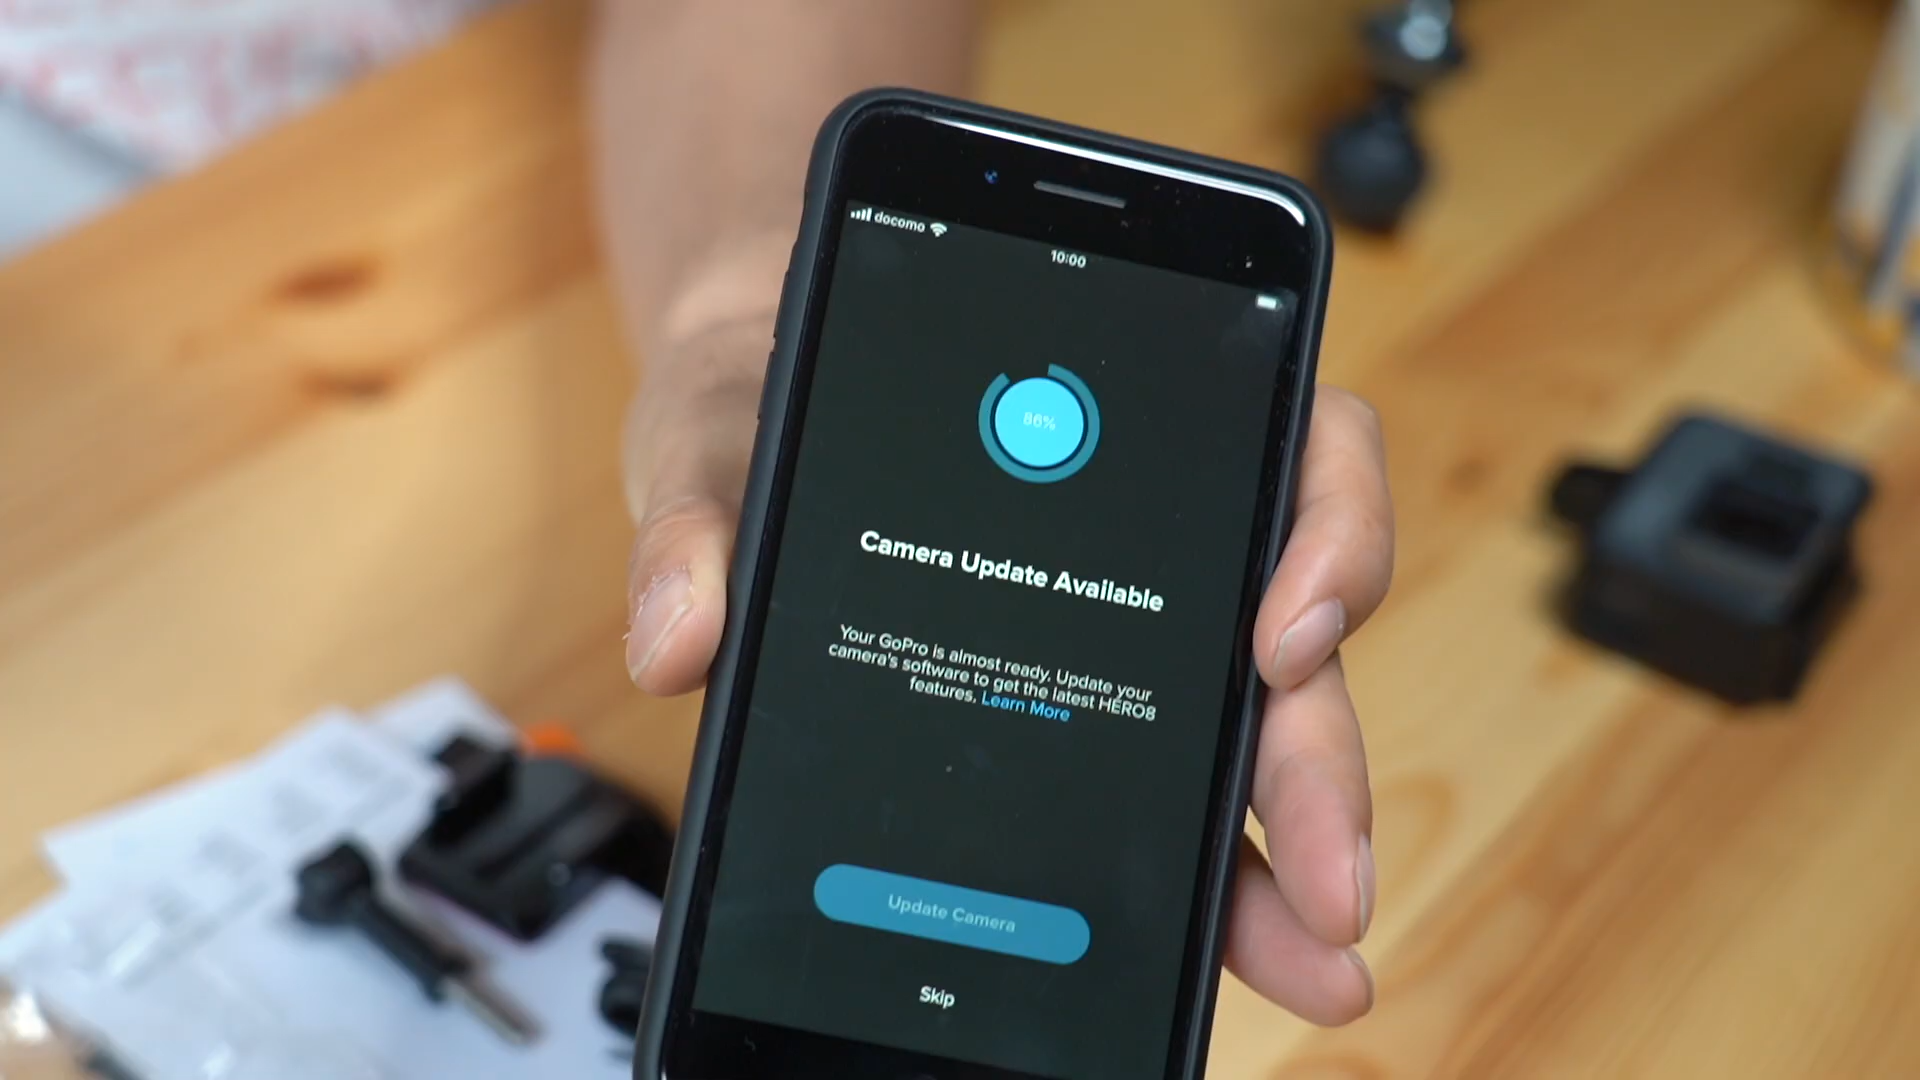 docomo
10:00
86%
Camera Update Available
Your GoPro is almost ready. Update your
camera's software to get the latest HERO8
features. Learn More
Update Camera
Skip